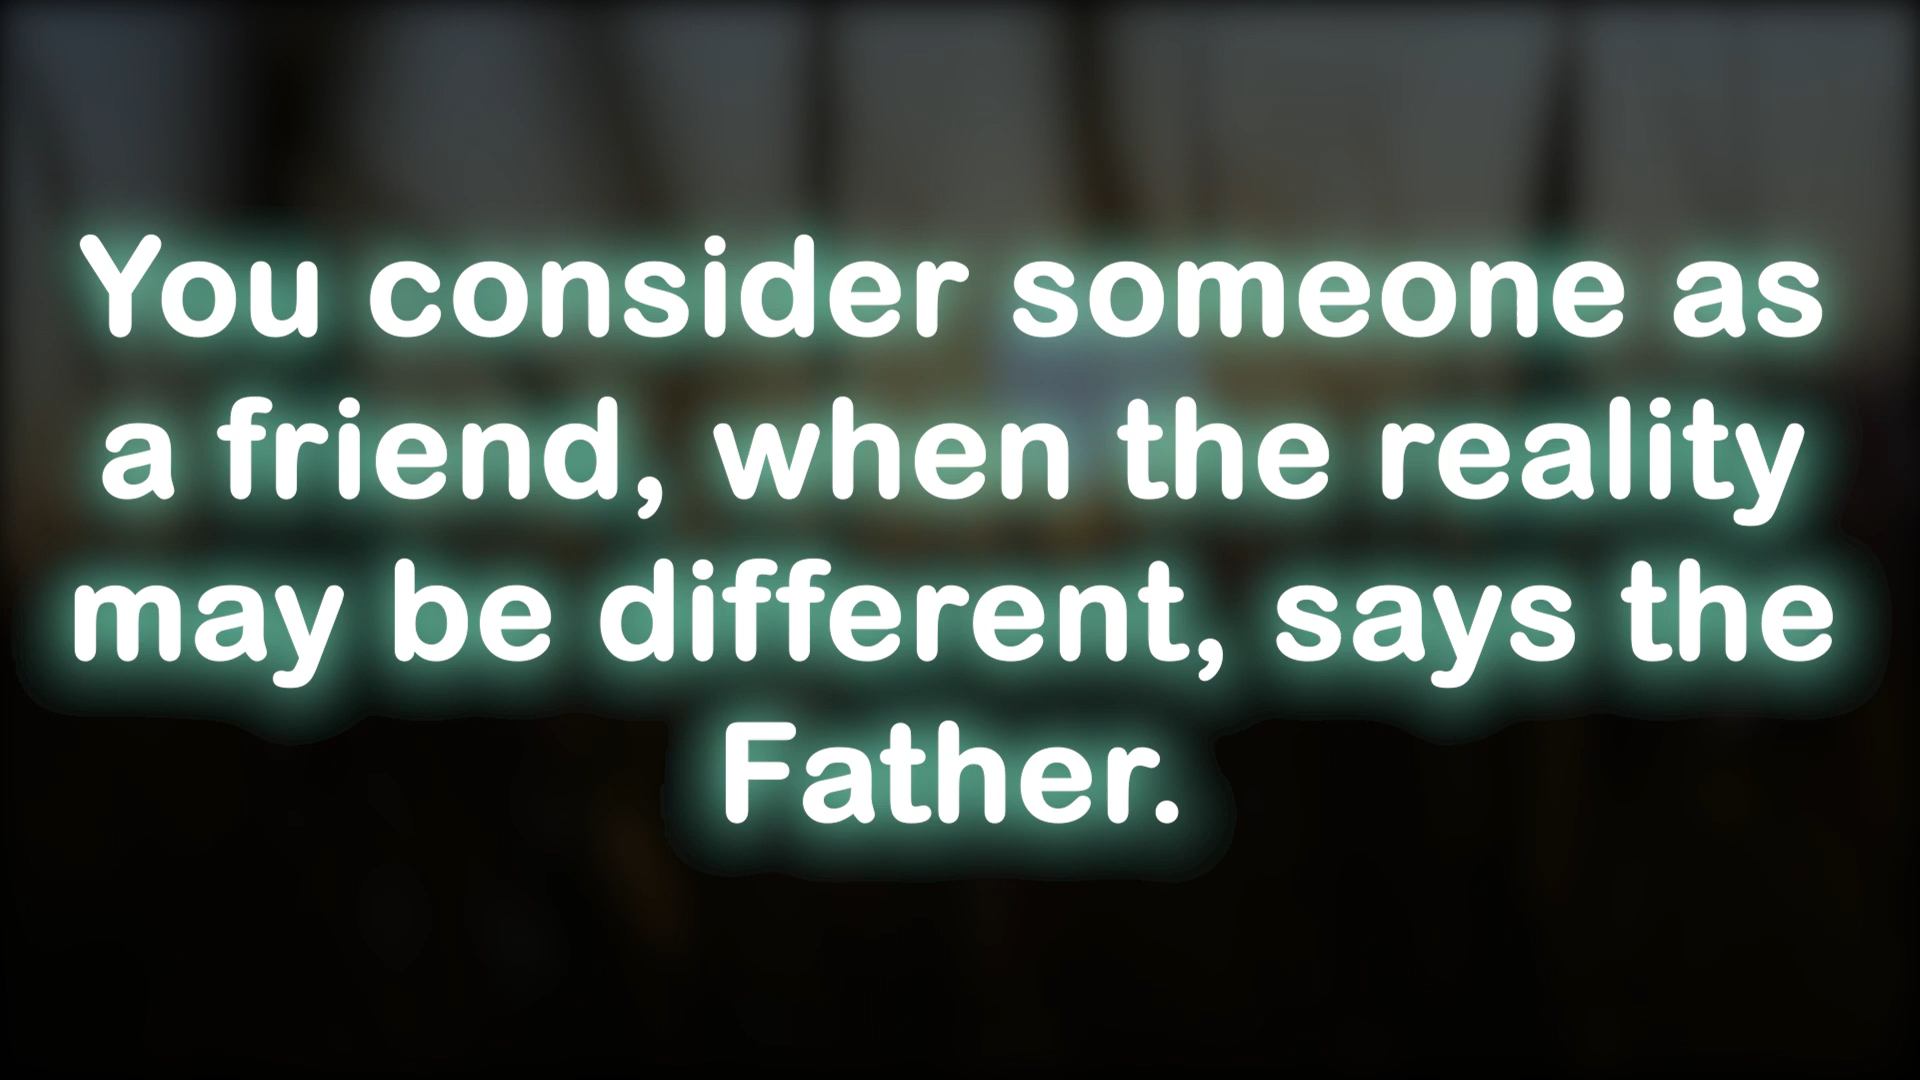 You consider someone as
a friend, when the reality
may be different, says the
Father.